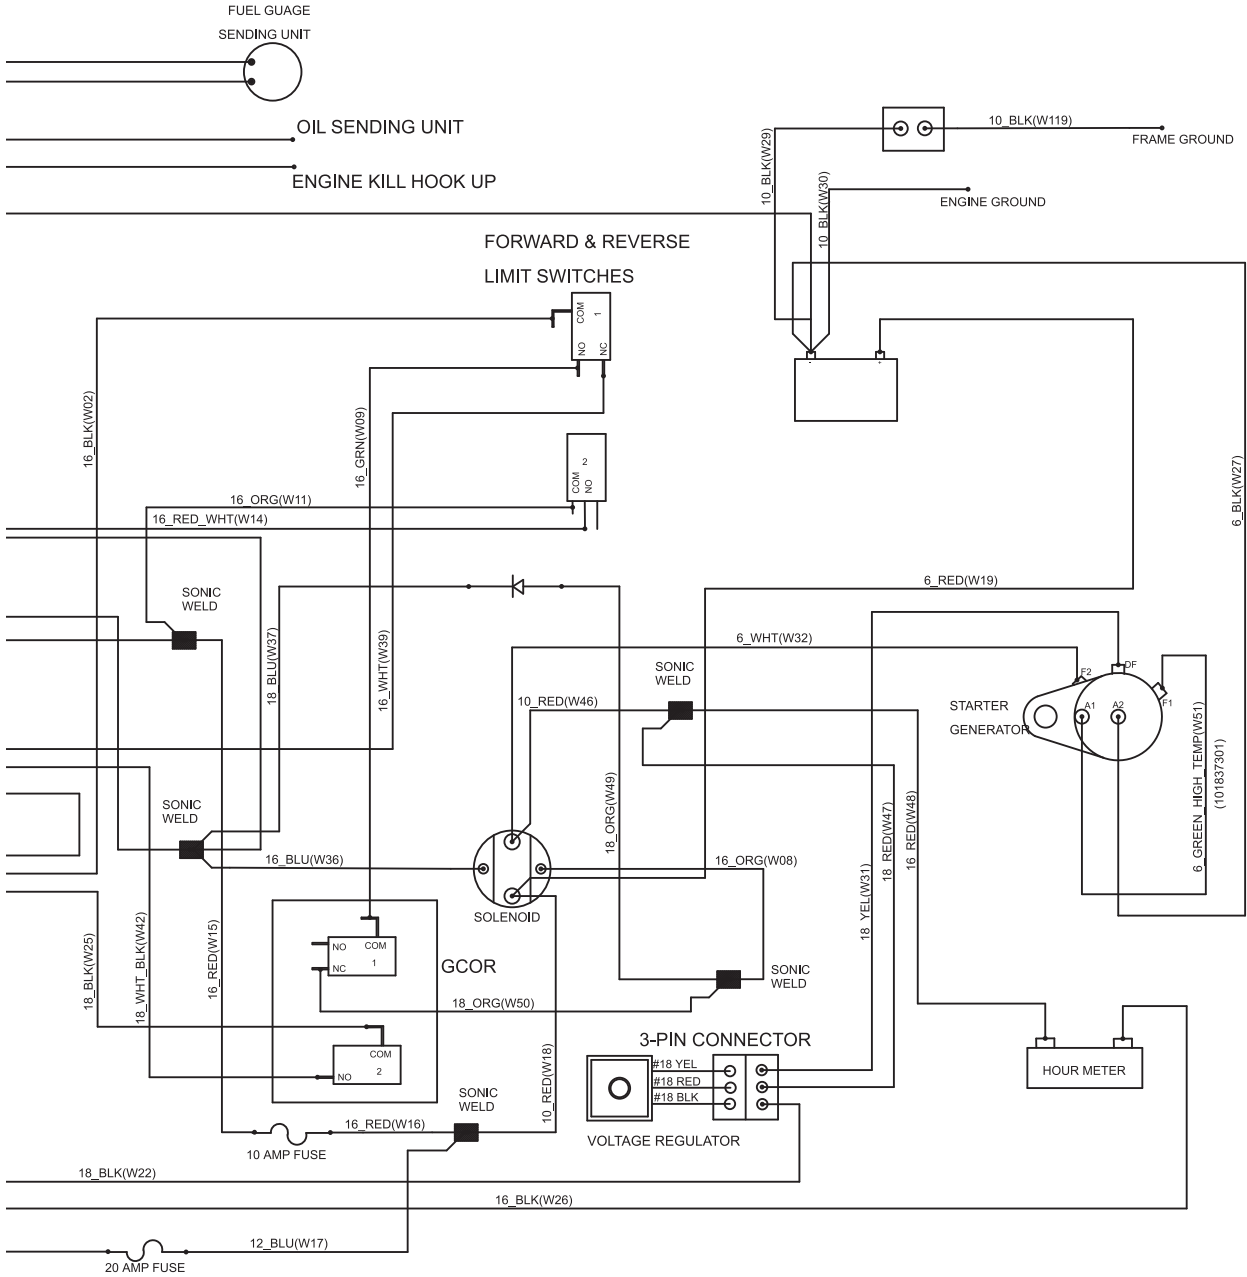 FUEL GUAGE
SENDING UNIT
OIL SENDING UNIT
ENGINE KILL HOOK UP
10_BLK(W119)
FRAME GROUND
10_BLK(W29)
10_BLK(W30)
ENGINE GROUND
FORWARD & REVERSE
LIMIT SWITCHES
COM
1
NO
NC
-
+
16_BLK(W02)
16_GRN(W09)
2
COM
NO
16_ORG(W11)
16_RED_WHT(W14)
6_BLK(W27)
SONIC
WELD
18_BLU(W37)
16_WHT(W39)
6_RED(W19)
6_WHT(W32)
SONIC
WELD
10_RED(W46)
F2
DF
F1
A1
A2
STARTER
GENERATOR
6_GREEN_HIGH_TEMP(W51)
(101837301)
SONIC
WELD
16_BLU(W36)
18_ORG(W49)
16_ORG(W08)
18_YEL(W31)
18_RED(W47)
16_RED(W48)
SOLENOID
18_BLK(W25)
18_WHT_BLK(W42)
16_RED(W15)
NO
COM
NC
1
GCOR
18_ORG(W50)
SONIC
WELD
COM
NO
2
10_RED(W18)
3-PIN CONNECTOR
#18 YEL
#18 RED
#18 BLK
VOLTAGE REGULATOR
HOUR METER
SONIC
WELD
16_RED(W16)
10 AMP FUSE
18_BLK(W22)
16_BLK(W26)
12_BLU(W17)
20 AMP FUSE